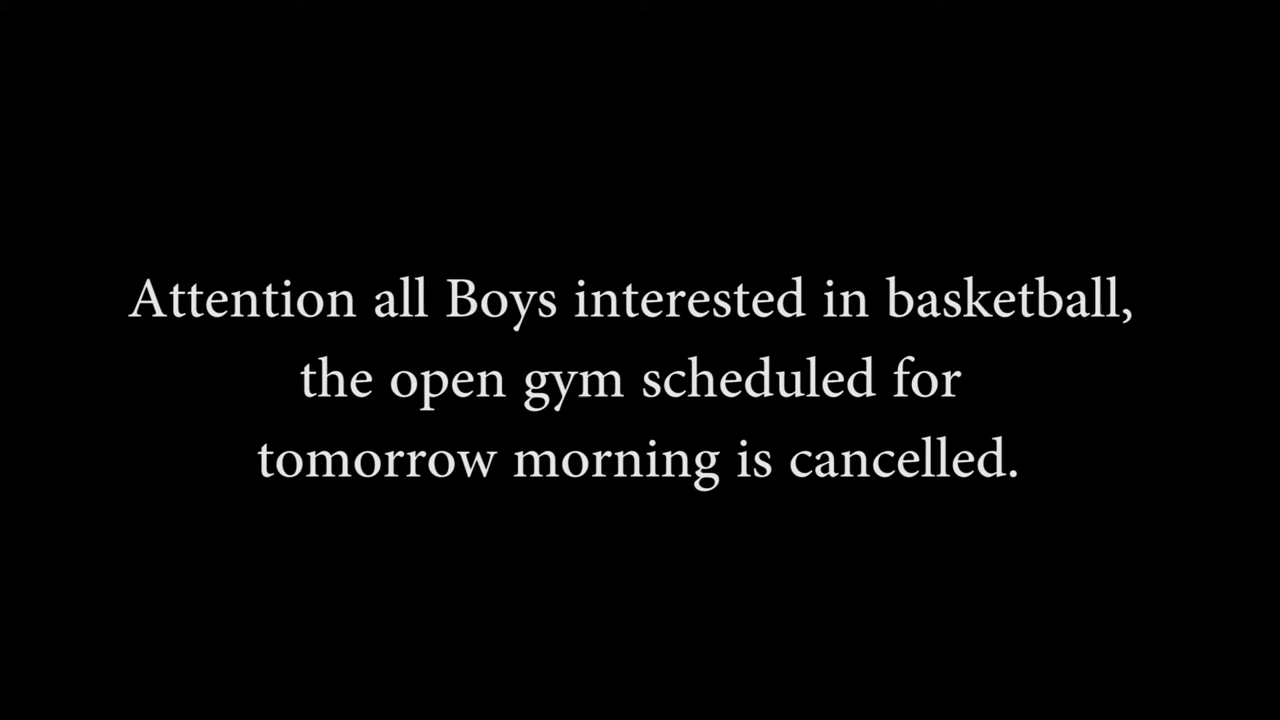 Attention all Boys interested in basketball,
the open gym scheduled for
tomorrow morning is cancelled.